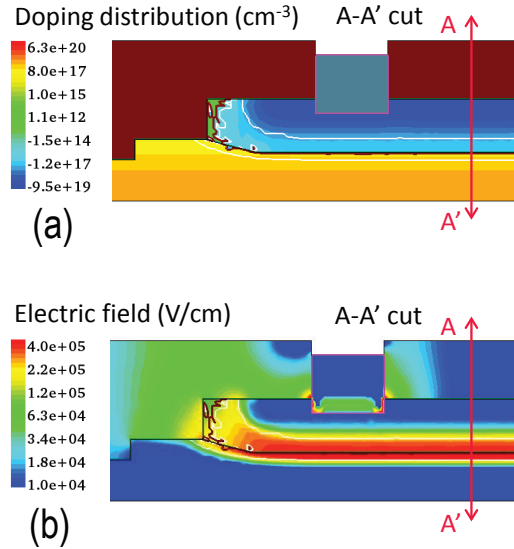 Doping distribution (cm-3) A-A’ cut
A
6.3e+20
8.0e+17
1.0e+15
1.1e+12
-1.5e+14
-1.2e+17
-9.5e+19
A’
(a)
Electric field (V/cm) A-A’ cut
A
4.0e+05
2.2e+05
1.2e+05
6.3e+04
3.4e+04
1.8e+04
1.0e+04
A’
(b)